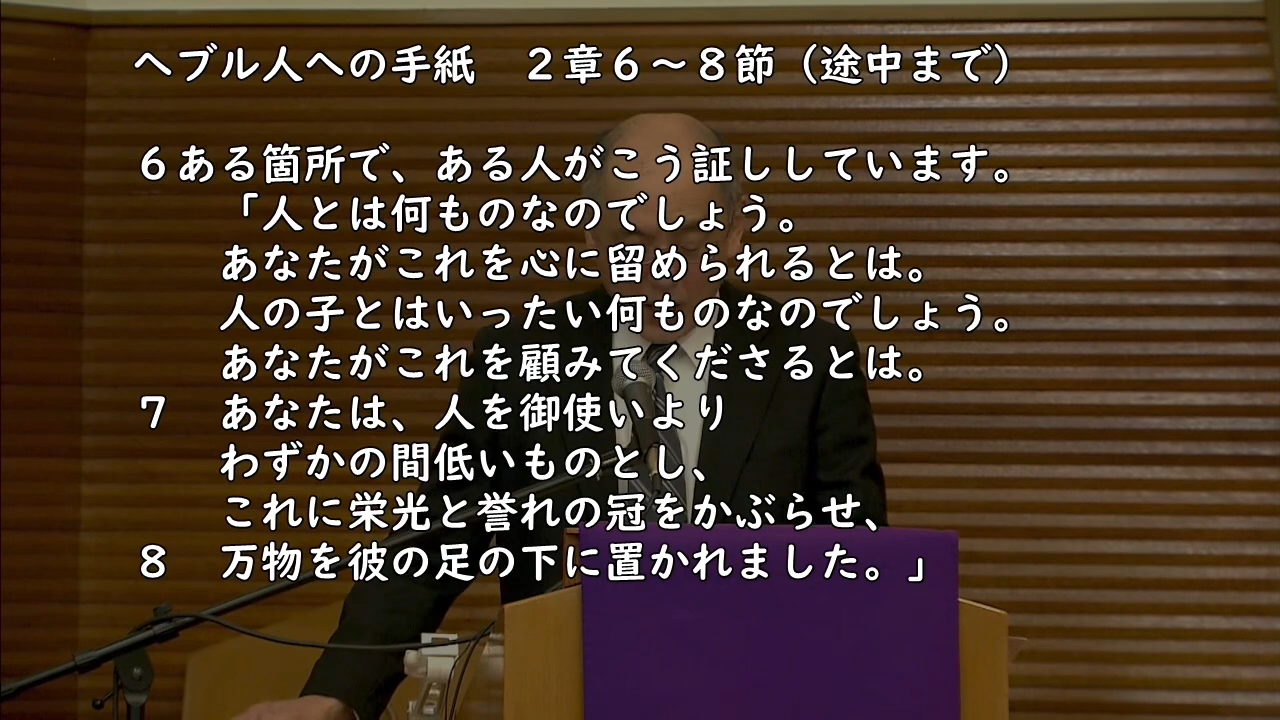 ヘブル人への手紙　２章６～８節（途中まで）
６ある箇所で、ある人がこう証ししています。
「人とは何ものなのでしょう。
あなたがこれを心に留められるとは。
人の子とはいったい何ものなのでしょう。
あなたがこれを顧みてくださるとは。
７　あなたは、人を御使いより
わずかの間低いものとし、
これに栄光と誉れの冠をかぶらせ、
８　万物を彼の足の下に置かれました。」